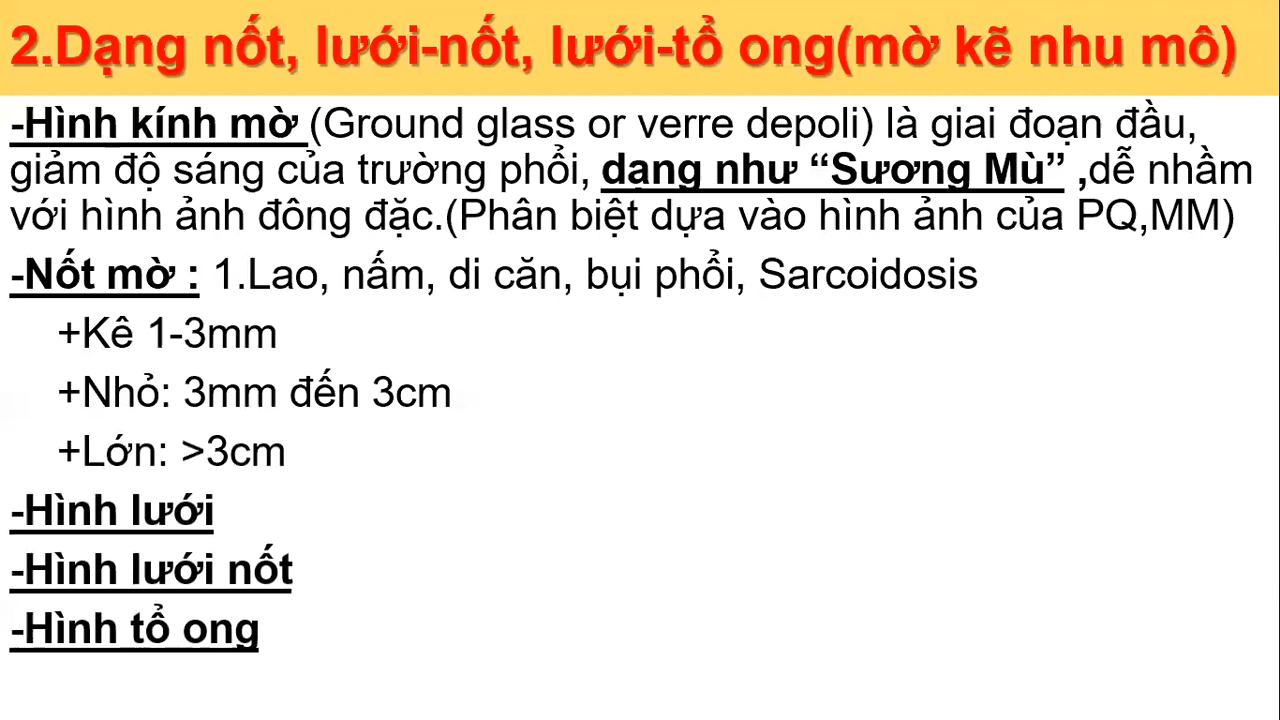 2.Dạng nốt, lưới-nốt, lưới-tổ ong(mờ kẽ nhu mô)
-Hình kính mờ (Ground glass or verre depoli) là giai đoạn đầu,
giảm độ sáng của trường phổi, dạng như “Sương Mù” ,dễ nhầm
với hình ảnh đông đặc.(Phân biệt dựa vào hình ảnh của PQ,MM)
-Nốt mờ : 1.Lao, nấm, di căn, bụi phổi, Sarcoidosis
+Kê 1-3mm
+Nhỏ: 3mm đến 3cm
+Lớn: >3cm
-Hình lưới
-Hình lưới nốt
-Hình tổ ong